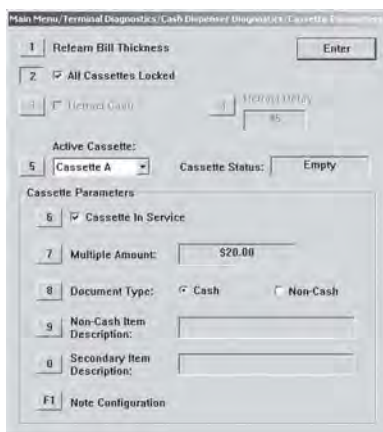 Main Menu/Terminal Diagnostics/Cash Dispenser Diagnostics/Cassette Parameters
1 Relearn Bill Thickness
Enter
2 All Cassettes Locked
3 Retract Cash
4 Retract Delay
85
Active Cassette:
5 Cassette A
Cassette Status: Empty
Cassette Parameters
6 Cassette In Service
7 Multiple Amount: $20.00
8 Document Type: Cash Non-Cash
9 Non-Cash Item
Description:
0 Secondary Item
Description:
F1 Note Configuration